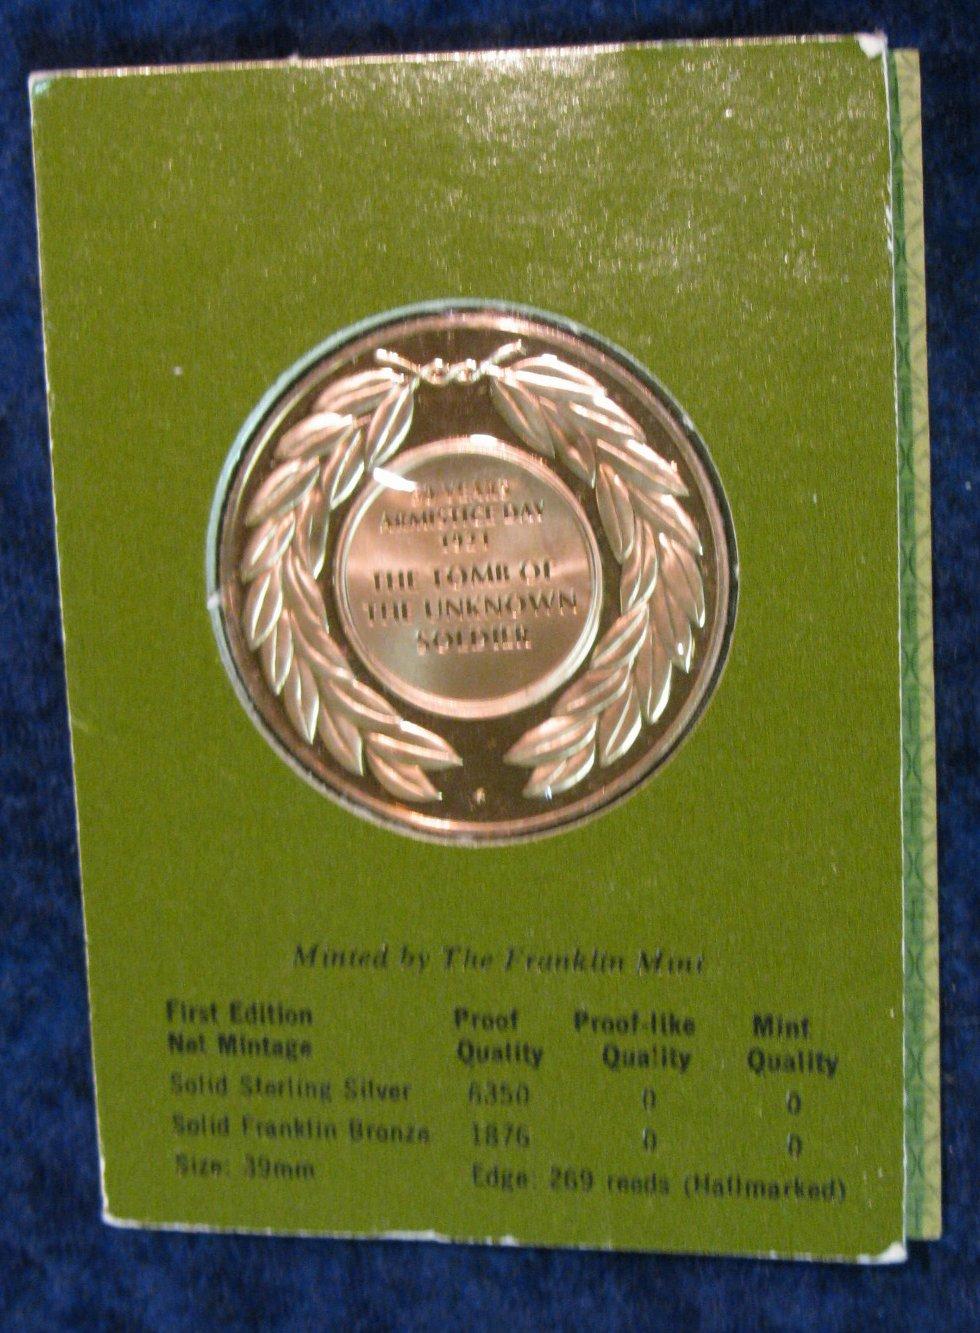 YEARS
ARMISTICE DAY
1921
THE TOMB OF
THE UNKNOWN
SOLDIER
Minted by The Franklin Mint
First Edition Proof Proof-like Mint
Net Mintage Quality Quality Quality
Solid Sterling Silver 6350 0 0
Solid Franklin Bronze 1876 0 0
Size: 39mm Edge: 269 reeds (Hallmarked)